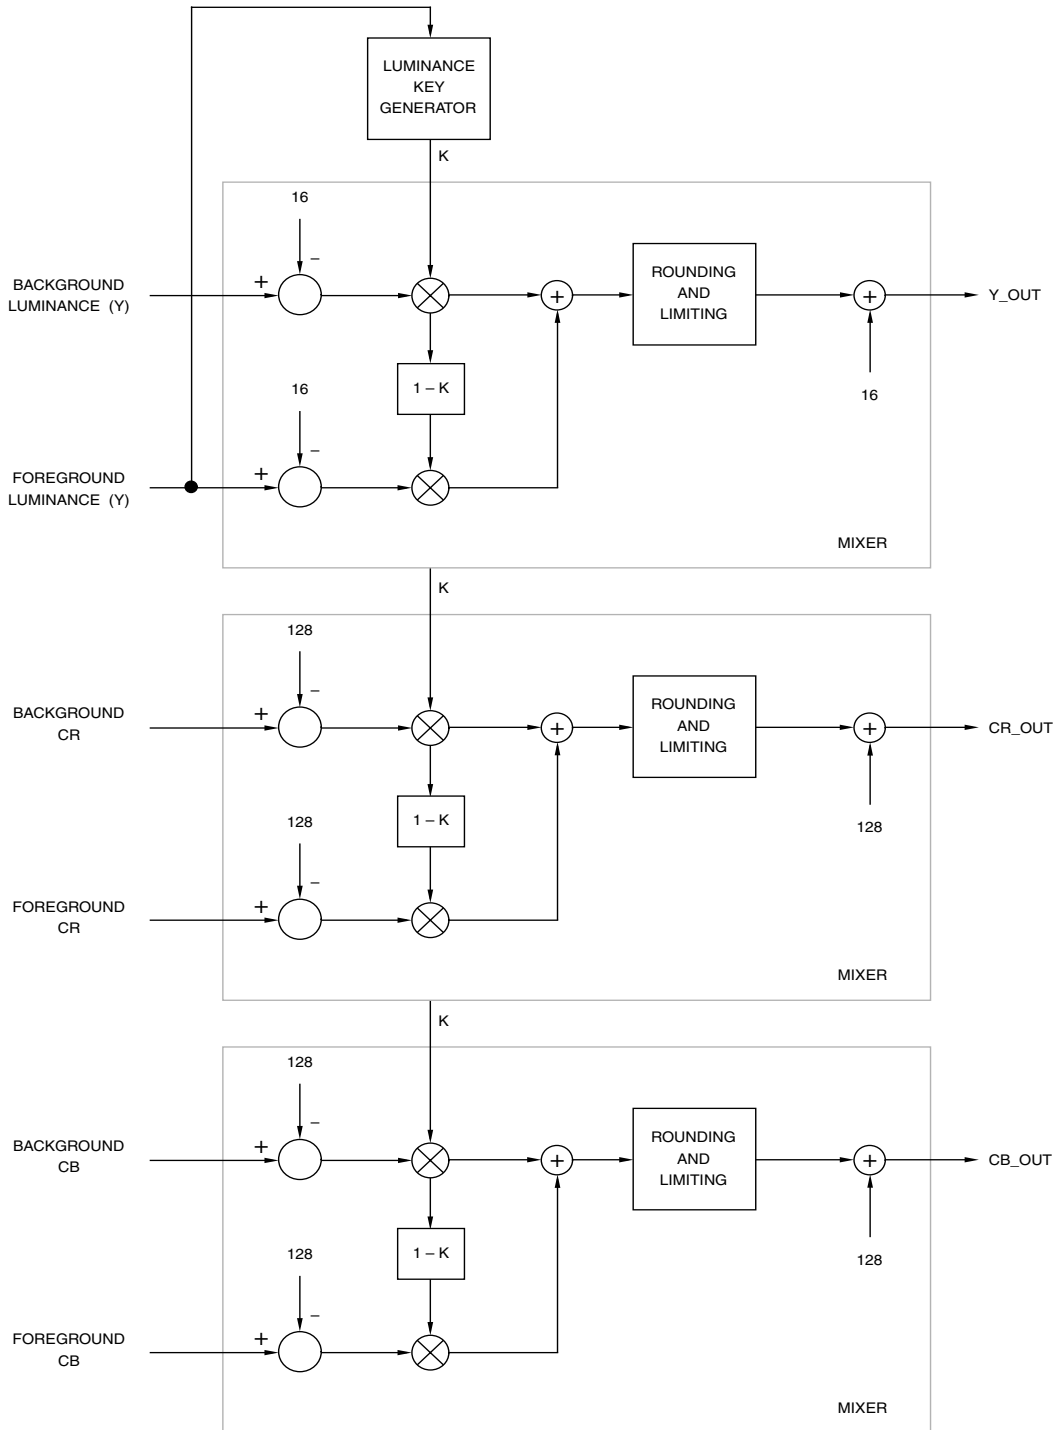 LUMINANCE
KEY
GENERATOR
K
16
–
+
BACKGROUND
LUMINANCE (Y)
+
ROUNDING
AND
LIMITING
+
Y_OUT
16
1 – K
16
–
+
FOREGROUND
LUMINANCE (Y)
MIXER
K
128
–
+
BACKGROUND
CR
+
ROUNDING
AND
LIMITING
+
CR_OUT
128
1 – K
128
–
+
FOREGROUND
CR
MIXER
K
128
–
+
BACKGROUND
CB
+
ROUNDING
AND
LIMITING
+
CB_OUT
128
1 – K
128
–
+
FOREGROUND
CB
MIXER